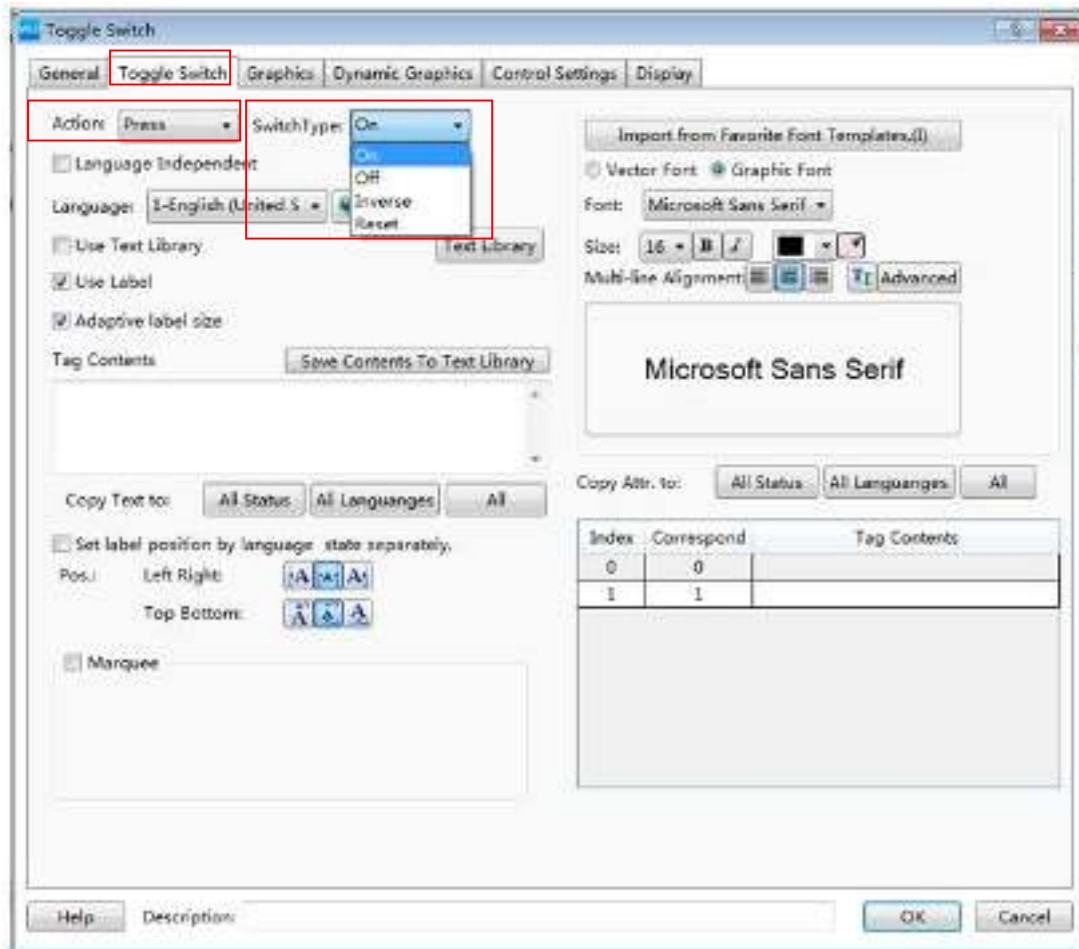 Toggle Switch
General Toggle Switch Graphics Dynamic Graphics Control Settings Display
Action: Press SwitchType: On
On
Off
Inverse
Reset
Language Independent
Language: 1-English (United S
Use Text Library Text Library
Use Label
Adaptive label size
Tag Contents Save Contents To Text Library
Copy Text to: All Status All Languanges All
Set label position by language state separately.
Pos.: Left Right:
Top Bottom:
Marquee
Import from Favorite Font Templates.(I)
Vector Font Graphic Font
Font: Microsoft Sans Serif
Size: 16 B I
Multi-line Alignment: Advanced
Microsoft Sans Serif
Copy Attr. to: All Status All Languanges All
Index Correspond Tag Contents
0 0
1 1
Help Description: OK Cancel